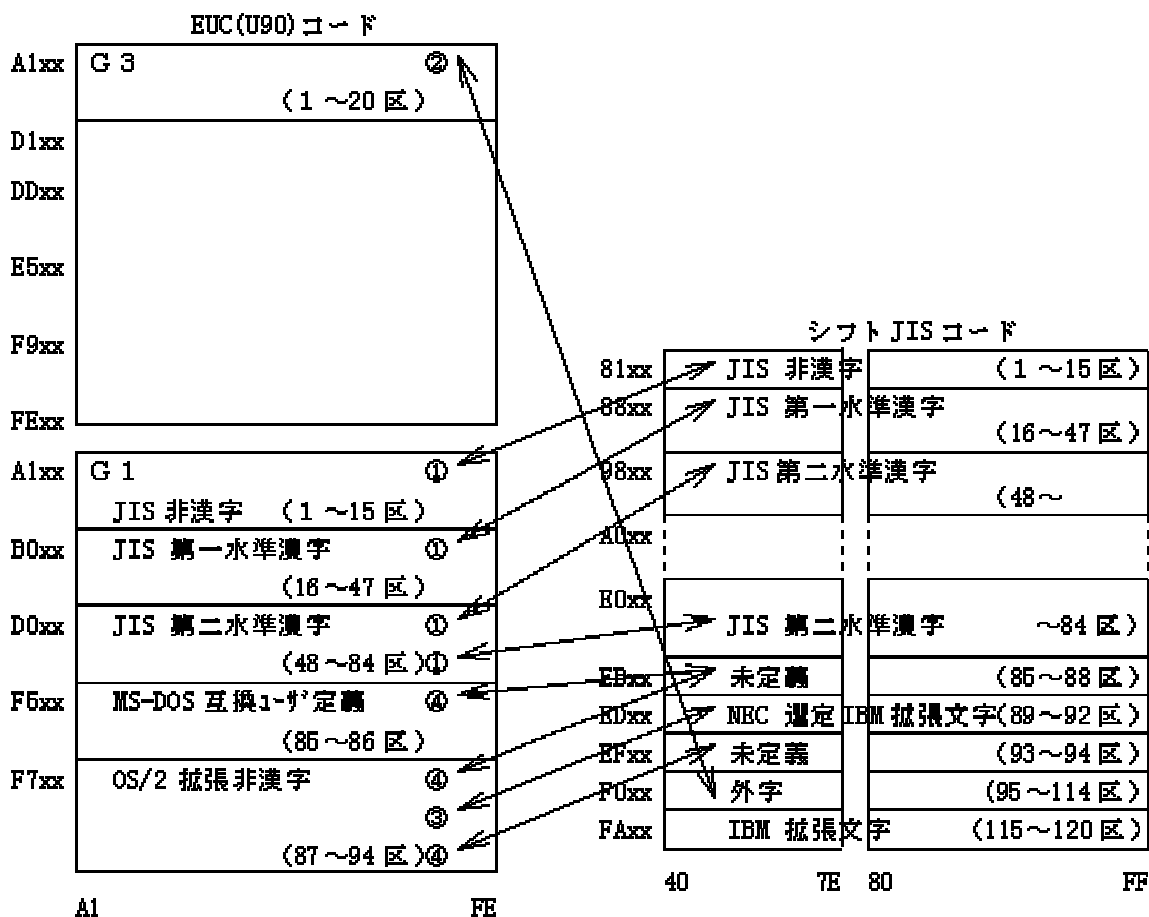 EUC(U90)コード
A1xx G3 ②
(1～20区)
D1xx
DDxx
E5xx
F9xx
FExx
A1xx G1 ①
JIS 非漢字 (1～15区)
B0xx JIS 第一水準漢字 ①
(16～47区)
D0xx JIS 第二水準漢字 ①
(48～84区)①
F5xx MS-DOS 互換ﾕｰｻﾞ定義 ④
(85～86区)
F7xx OS/2 拡張非漢字 ④
③
(87～94区)④
A1 FE
シフトJISコード
81xx JIS 非漢字 (1～15区)
88xx JIS 第一水準漢字
(16～47区)
98xx JIS第二水準漢字
(48～
A0xx
E0xx
JIS 第二水準漢字 ～84区)
EBxx 未定義 (85～88区)
EDxx NEC 選定IBM拡張文字(89～92区)
EFxx 未定義 (93～94区)
F0xx 外字 (95～114区)
FAxx IBM 拡張文字 (115～120区)
40 7E 80 FF